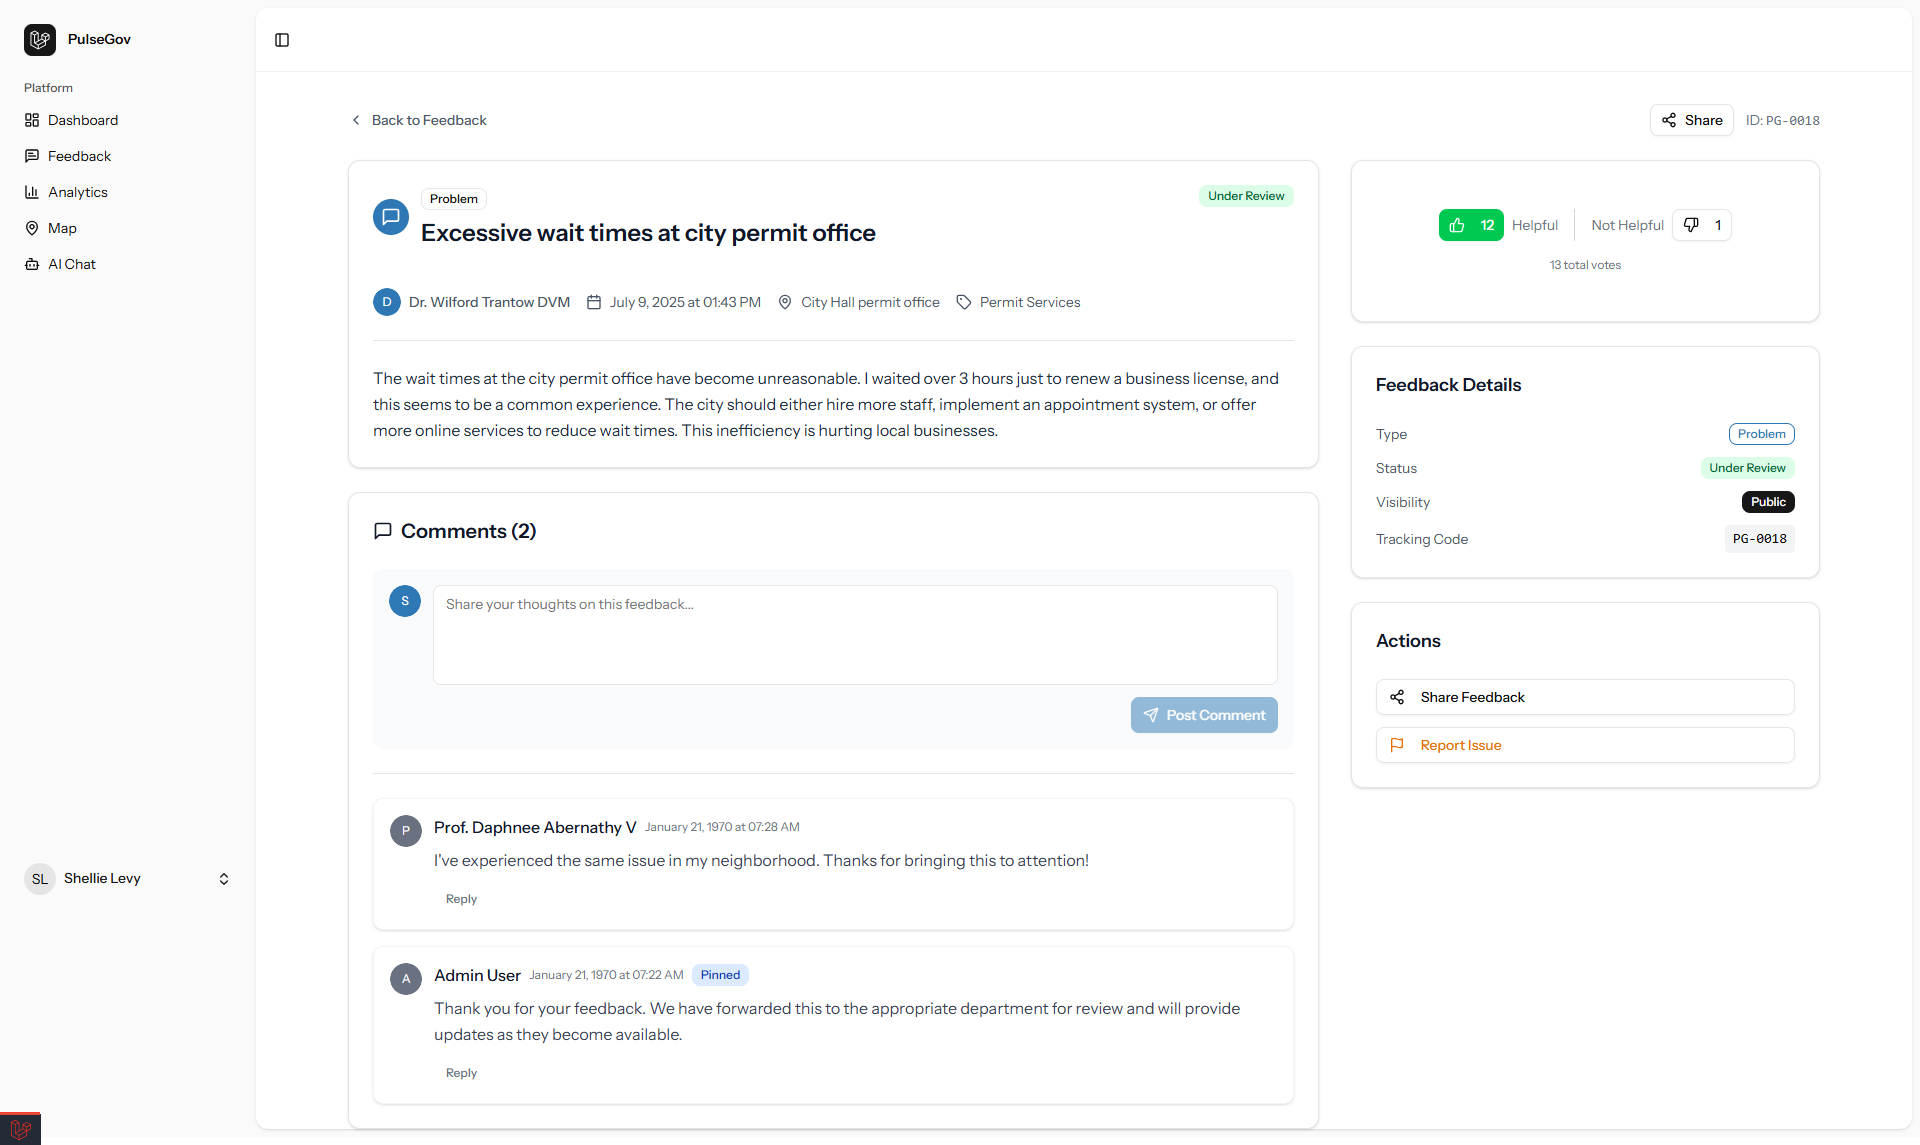 PulseGov
Platform
Dashboard
Feedback
Analytics
Map
AI Chat
SL Shellie Levy
Back to Feedback
Share ID: PG-0018
Problem
Under Review
Excessive wait times at city permit office
D Dr. Wilford Trantow DVM July 9, 2025 at 01:43 PM City Hall permit office Permit Services
The wait times at the city permit office have become unreasonable. I waited over 3 hours just to renew a business license, and
this seems to be a common experience. The city should either hire more staff, implement an appointment system, or offer
more online services to reduce wait times. This inefficiency is hurting local businesses.
Comments (2)
S
Share your thoughts on this feedback...
Post Comment
P Prof. Daphnee Abernathy V January 21, 1970 at 07:28 AM
I've experienced the same issue in my neighborhood. Thanks for bringing this to attention!
Reply
A Admin User January 21, 1970 at 07:22 AM Pinned
Thank you for your feedback. We have forwarded this to the appropriate department for review and will provide
updates as they become available.
Reply
12 Helpful Not Helpful 1
13 total votes
Feedback Details
Type Problem
Status Under Review
Visibility Public
Tracking Code PG-0018
Actions
Share Feedback
Report Issue